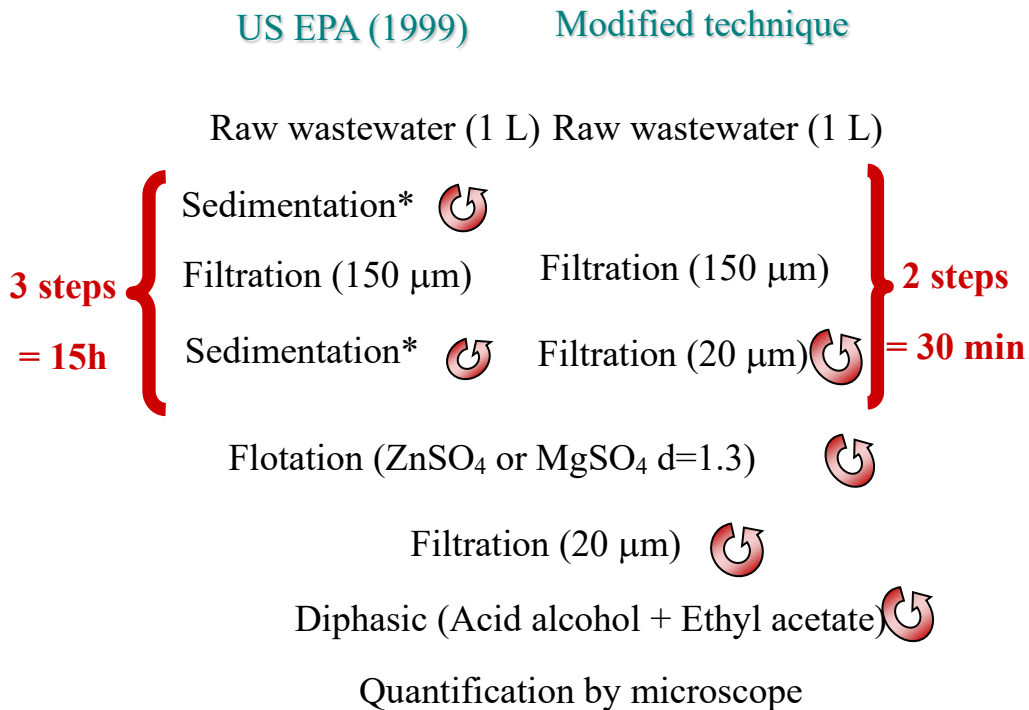 US EPA (1999) Modified technique
Raw wastewater (1 L) Raw wastewater (1 L)
Sedimentation*
3 steps Filtration (150 μm) Filtration (150 μm) 2 steps
= 15h Sedimentation* Filtration (20 μm) = 30 min
Flotation (ZnSO₄ or MgSO₄ d=1.3)
Filtration (20 μm)
Diphasic (Acid alcohol + Ethyl acetate)
Quantification by microscope